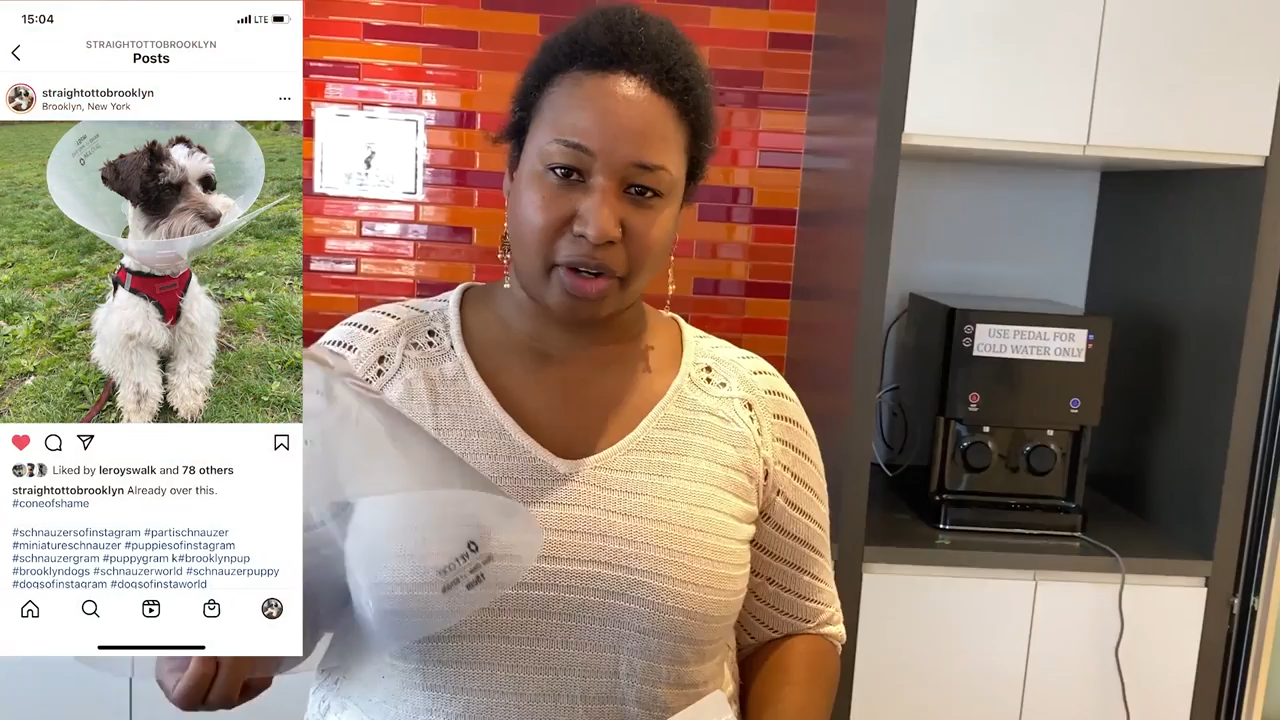 15:04
LTE
STRAIGHTOTTOBROOKLYN
Posts
straightottobrooklyn
Brooklyn, New York
Liked by leroyswalk and 78 others
straightottobrooklyn Already over this.
#coneofshame
#schnauzersofinstagram #partischnauzer
#miniatureschnauzer #puppiesofinstagram
#schnauzergram #puppygram k#brooklynpup
#brooklyndogs #schnauzerworld #schnauzerpuppy
#dogsofinstagram #dogsofinstaworld
USE PEDAL FOR
COLD WATER ONLY